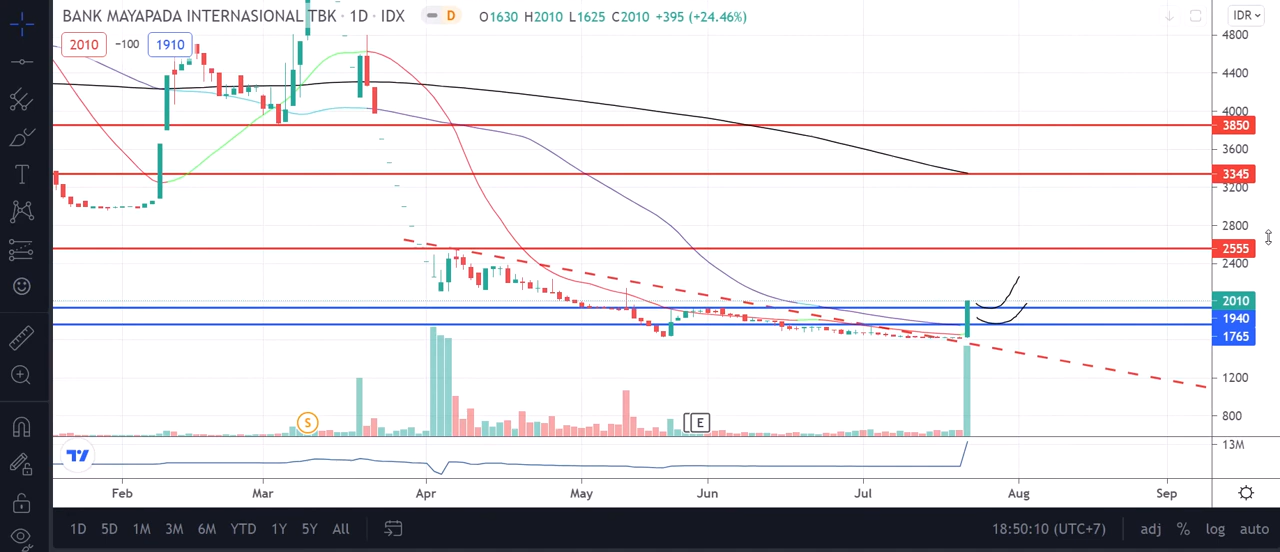 BANK MAYAPADA INTERNASIONAL TBK · 1D · IDX D O1630 H2010 L1625 C2010 +395 (+24.46%) IDR
2010 -100 1910
4800
4400
4000
3850
3600
3345
3200
2800
2555
2400
2010
1940
1765
1200
800
S E
13M
Feb Mar Apr May Jun Jul Aug Sep
1D 5D 1M 3M 6M YTD 1Y 5Y All 18:50:10 (UTC+7) adj % log auto